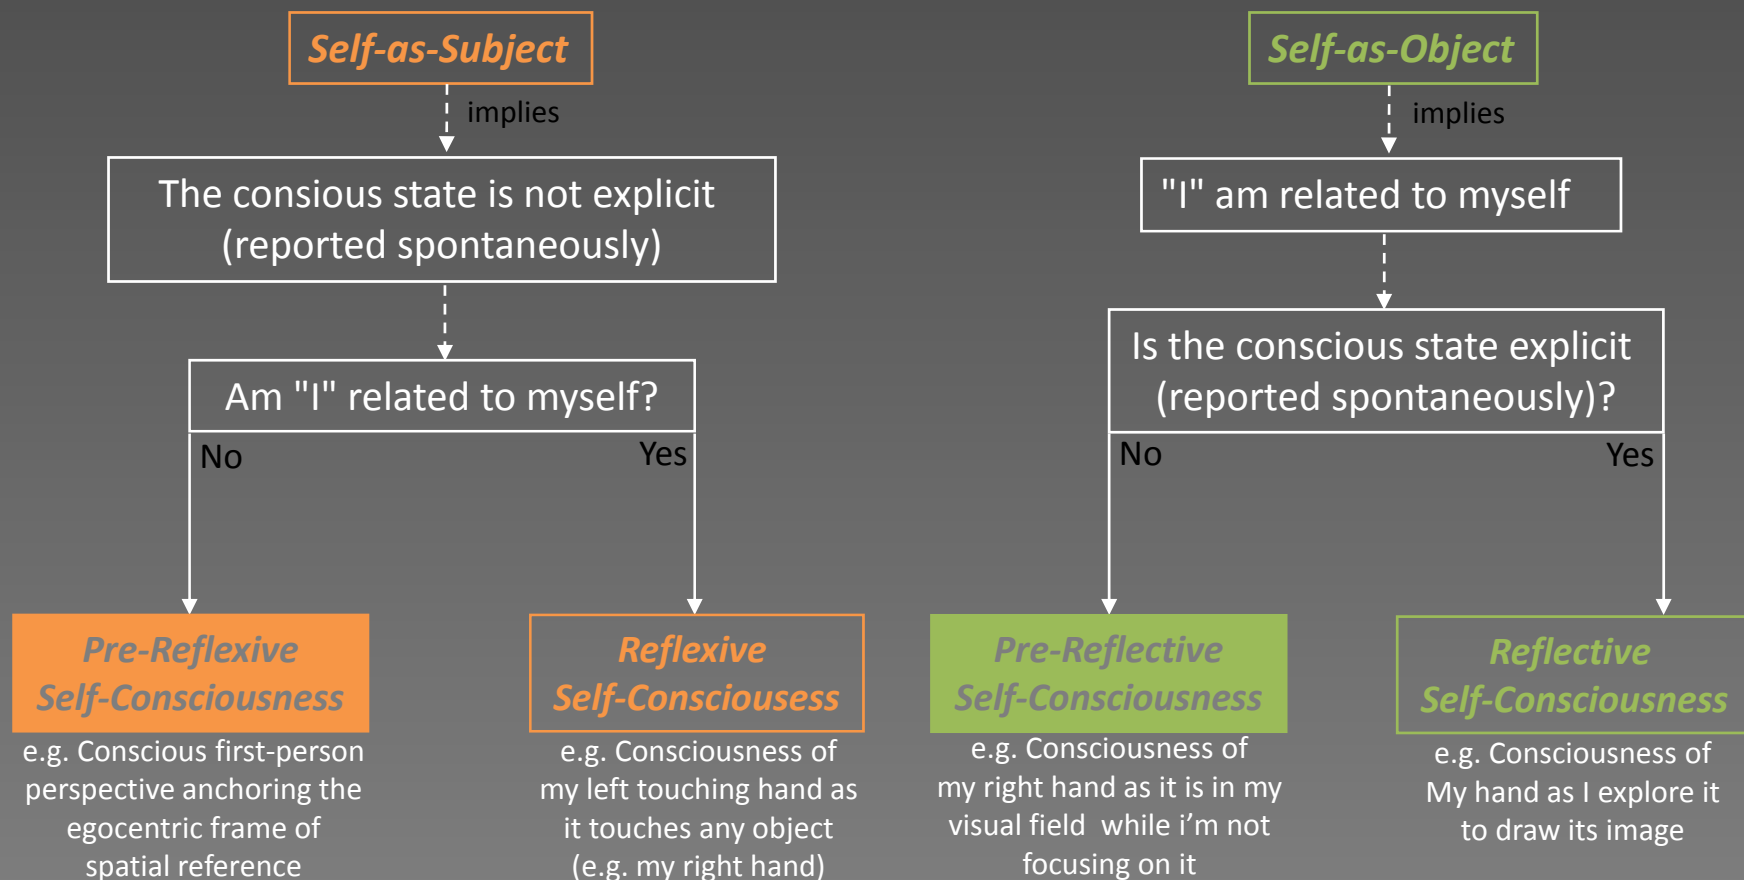 Self-as-Subject
implies
The consious state is not explicit
(reported spontaneously)
Am "I" related to myself?
No
Yes
Pre-Reflexive
Self-Consciousness
e.g. Conscious first-person
perspective anchoring the
egocentric frame of
spatial reference
Reflexive
Self-Consciousess
e.g. Consciousness of
my left touching hand as
it touches any object
(e.g. my right hand)
Self-as-Object
implies
"I" am related to myself
Is the conscious state explicit
(reported spontaneously)?
No
Yes
Pre-Reflective
Self-Consciousness
e.g. Consciousness of
my right hand as it is in my
visual field while i'm not
focusing on it
Reflective
Self-Consciousness
e.g. Consciousness of
My hand as I explore it
to draw its image